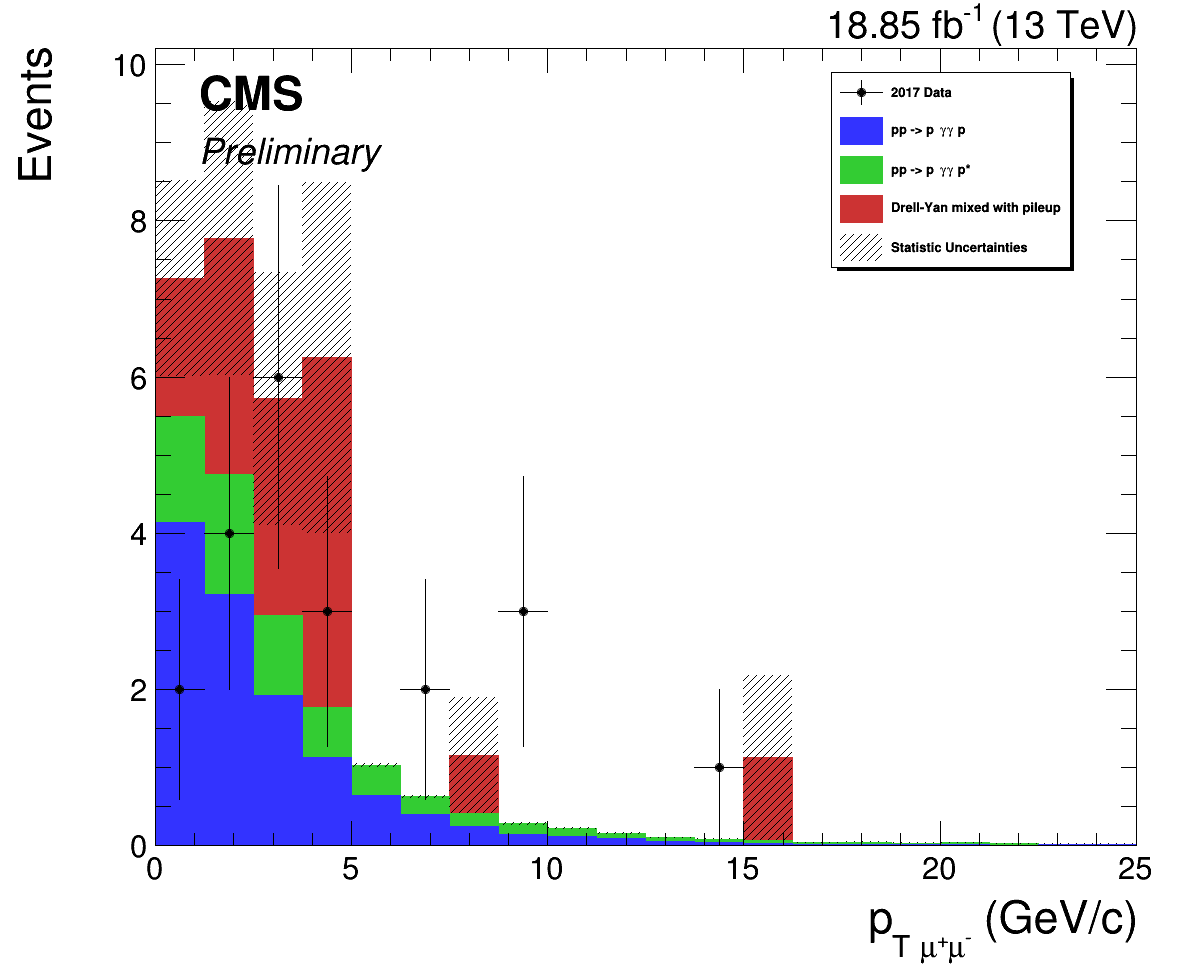 18.85 fb⁻¹ (13 TeV)
Events
CMS
Preliminary
2017 Data
pp -> p γγ p
pp -> p γγ p*
Drell-Yan mixed with pileup
Statistic Uncertainties
10
8
6
4
2
0
0 5 10 15 20 25
p_T μ⁺μ⁻ (GeV/c)